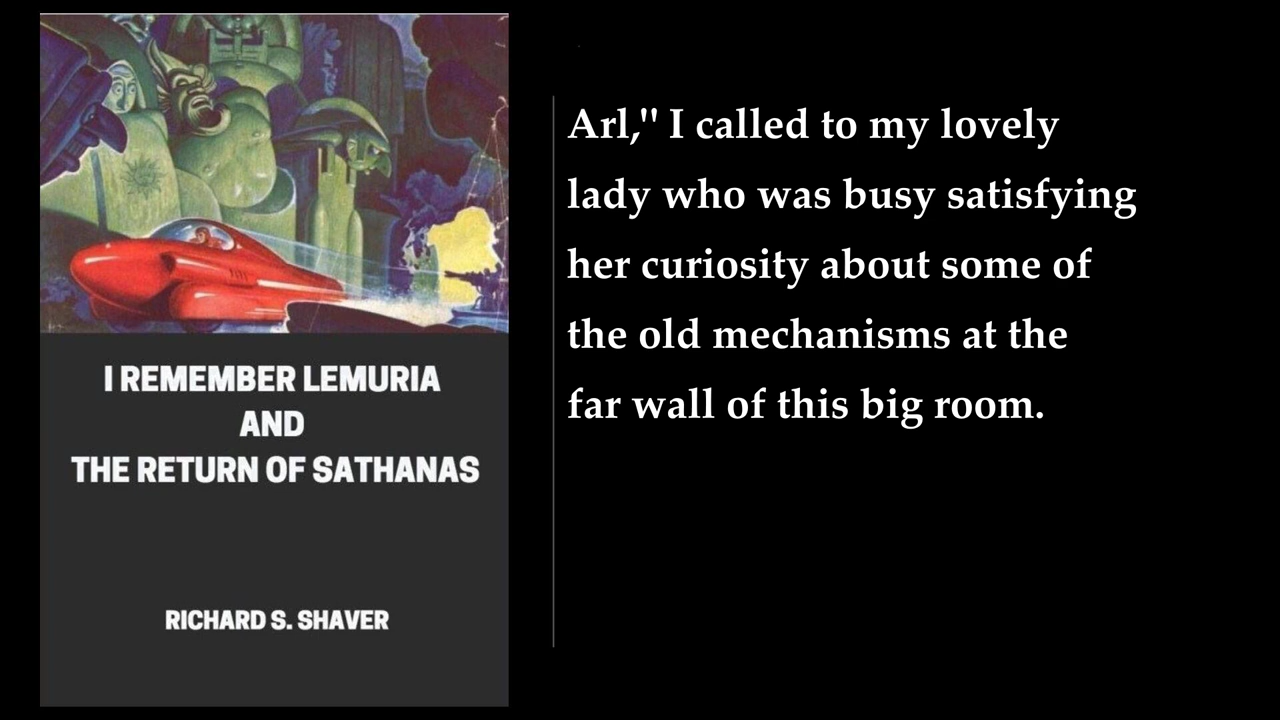 I REMEMBER LEMURIA
AND
THE RETURN OF SATHANAS
RICHARD S. SHAVER
Arl," I called to my lovely
lady who was busy satisfying
her curiosity about some of
the old mechanisms at the
far wall of this big room.